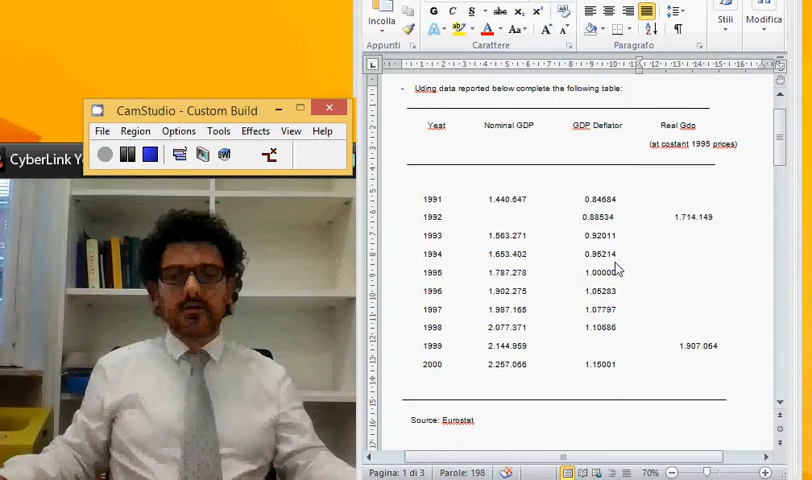 Incolla
G C S abc x₂ x²
Appunti
Carattere
Paragrafo
Stili
Modifica
CamStudio - Custom Build
File Region Options Tools Effects View Help
CyberLink Y
- Uding data reported below complete the following table:
Yeat Nominal GDP GDP Deflator Real Gdp
(at costant 1995 prices)
1991 1.440.647 0.84684
1992 0.88534 1.714.149
1993 1.563.271 0.92011
1994 1.653.402 0.95214
1995 1.787.278 1.00000
1996 1.902.275 1.05283
1997 1.987.165 1.07797
1998 2.077.371 1.10686
1999 2.144.959 1.907.064
2000 2.257.066 1.15001
Source: Eurostat
Pagina: 1 di 3 Parole: 198 70%